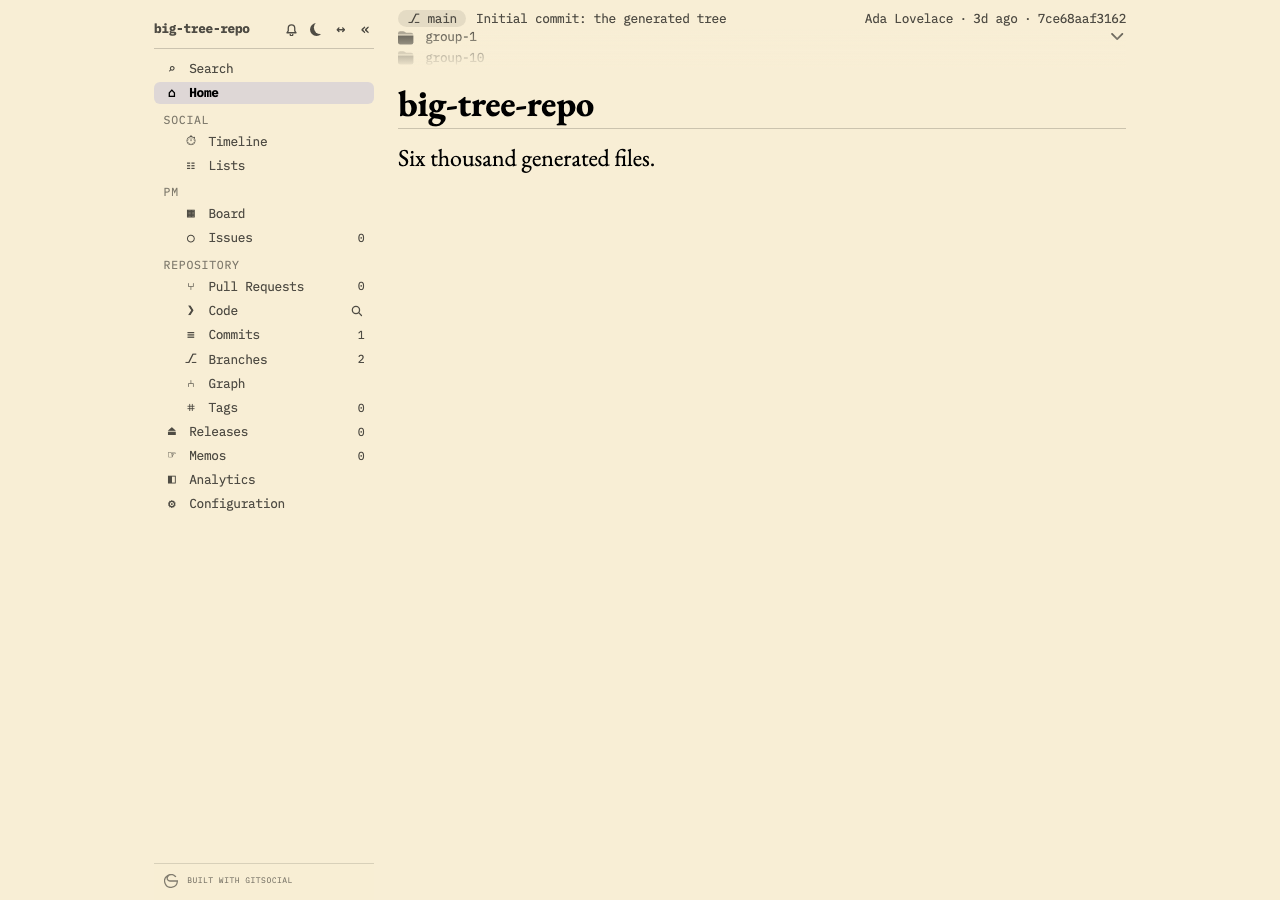 big-tree-repo
Search
Home
SOCIAL
Timeline
Lists
PM
Board
Issues 0
REPOSITORY
Pull Requests 0
Code
Commits 1
Branches 2
Graph
Tags 0
Releases 0
Memos 0
Analytics
Configuration
BUILT WITH GITSOCIAL
main Initial commit: the generated tree Ada Lovelace · 3d ago · 7ce68aaf3162
group-1
group-10
big-tree-repo
Six thousand generated files.